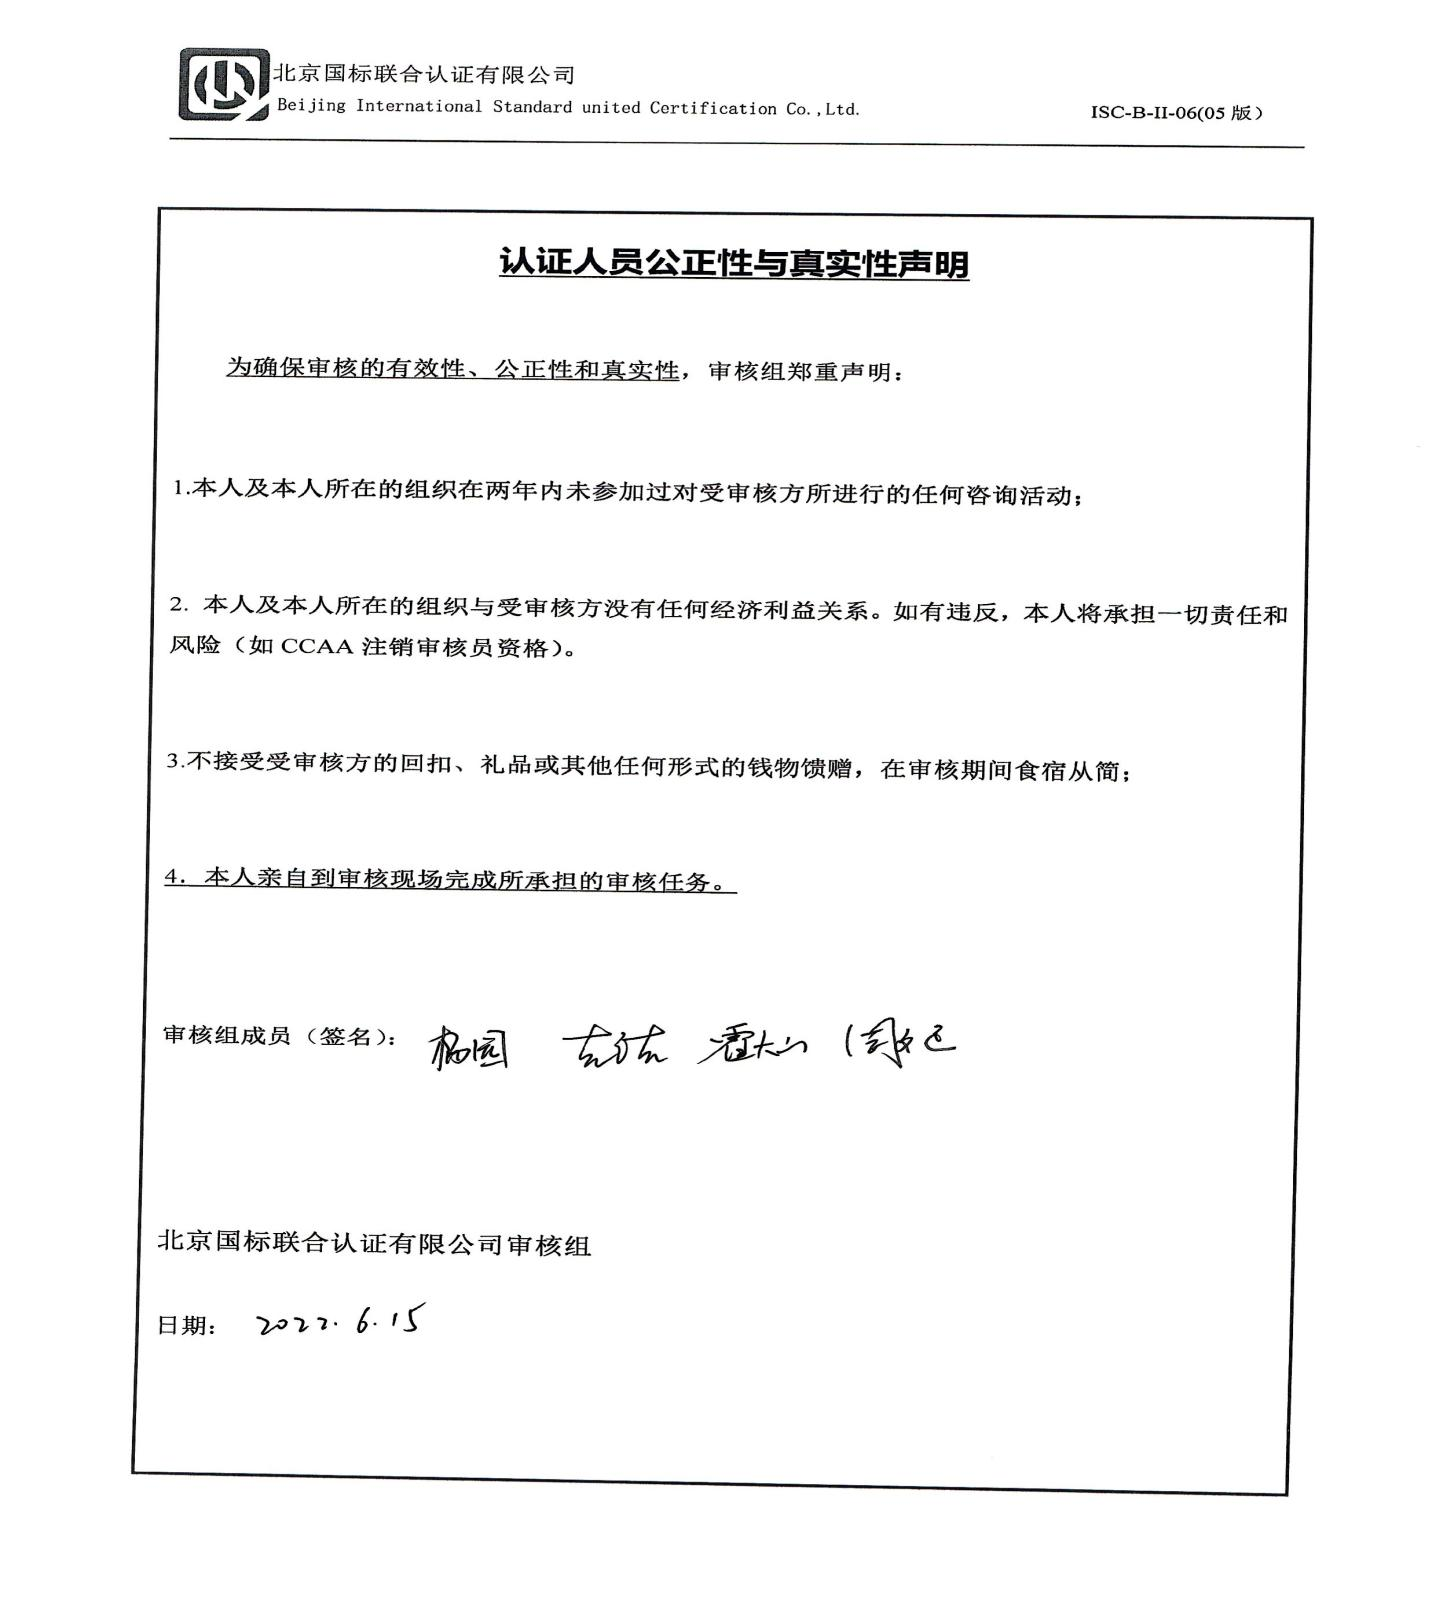 北京国标联合认证有限公司
Beijing International Standard united Certification Co.,Ltd.
ISC-B-II-06(05 版)
认证人员公正性与真实性声明
为确保审核的有效性、公正性和真实性，审核组郑重声明：
1.本人及本人所在的组织在两年内未参加过对受审核方所进行的任何咨询活动；
2. 本人及本人所在的组织与受审核方没有任何经济利益关系。如有违反，本人将承担一切责任和
风险（如 CCAA 注销审核员资格）。
3.不接受受审核方的回扣、礼品或其他任何形式的钱物馈赠，在审核期间食宿从简；
4. 本人亲自到审核现场完成所承担的审核任务。
审核组成员（签名）： 杨园
北京国标联合认证有限公司审核组
日期： 2022.6.15